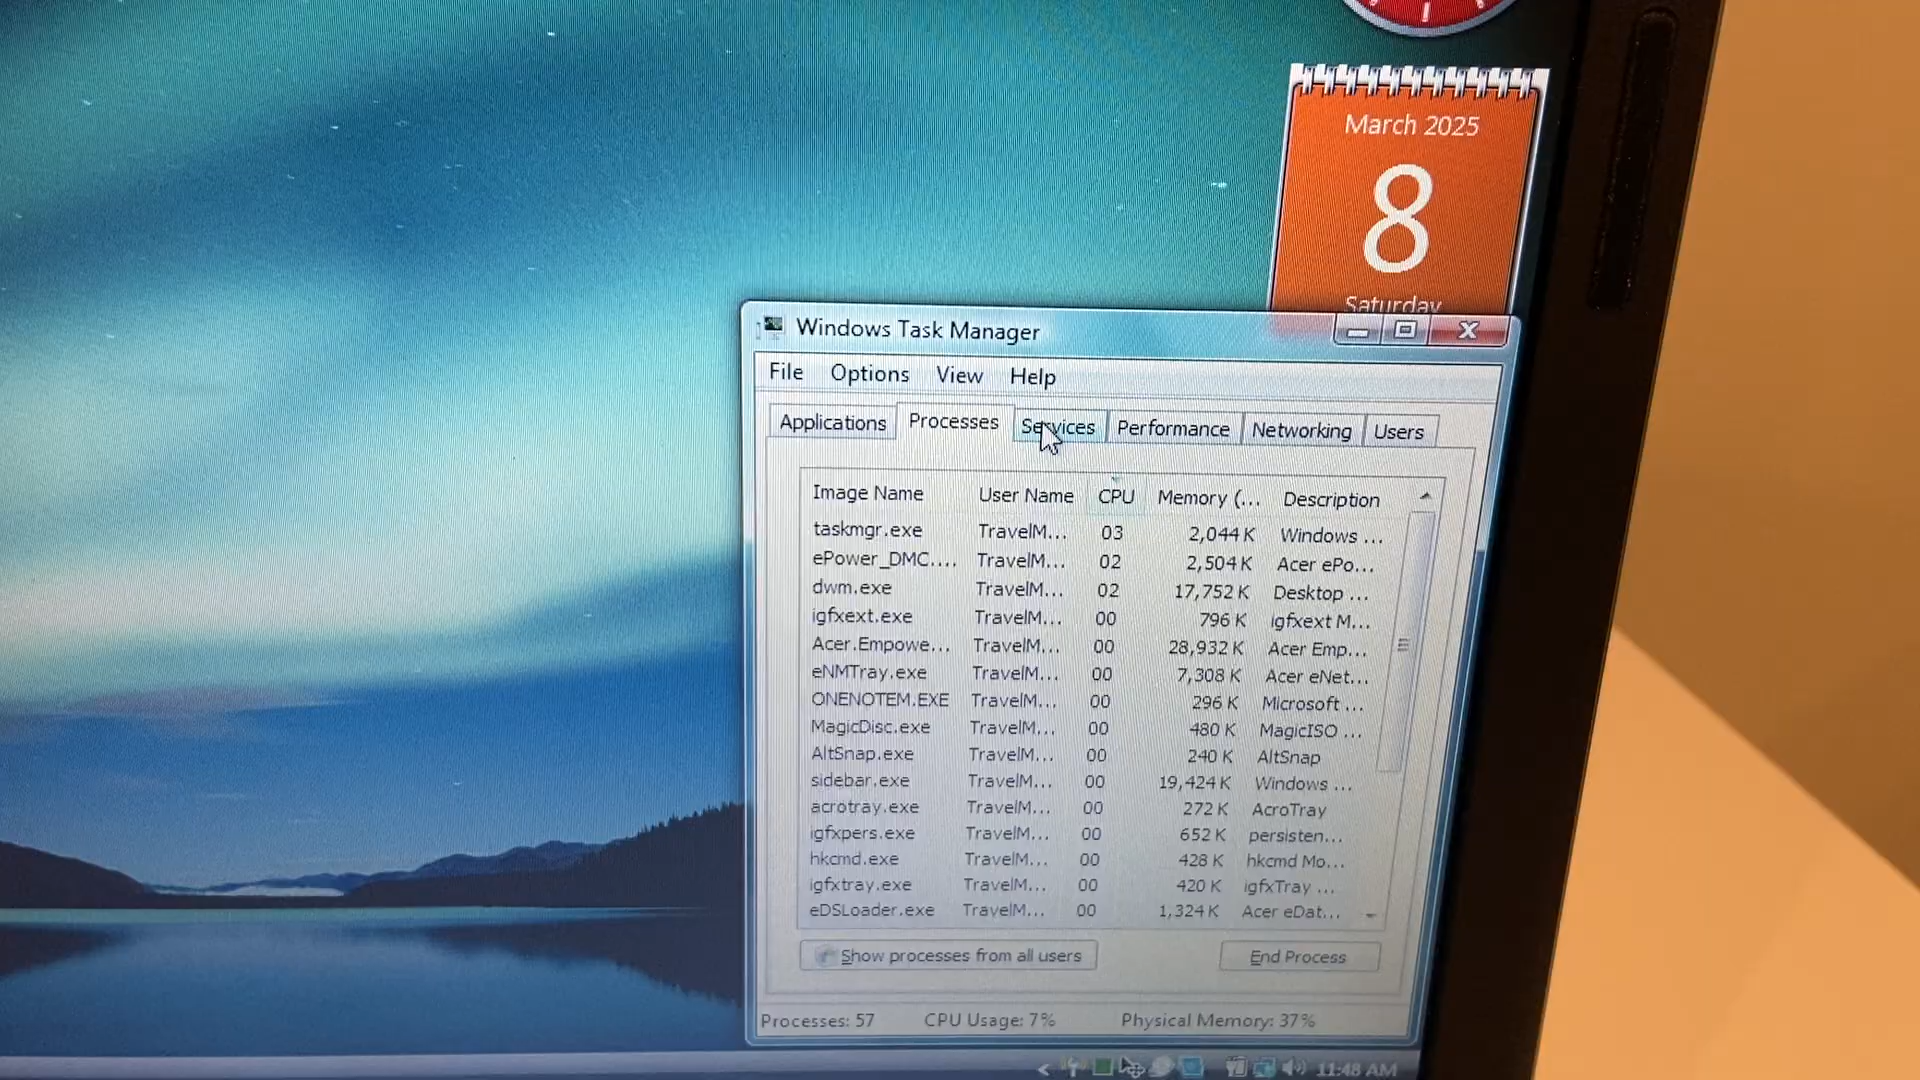 March 2025
8
Saturday
Windows Task Manager
File Options View Help
Applications Processes Services Performance Networking Users
Image Name User Name CPU Memory (... Description
taskmgr.exe TravelM... 03 2,044 K Windows ...
ePower_DMC.... TravelM... 02 2,504 K Acer ePo...
dwm.exe TravelM... 02 17,752 K Desktop ...
igfxext.exe TravelM... 00 796 K igfxext M...
Acer.Empowe... TravelM... 00 28,932 K Acer Emp...
eNMTray.exe TravelM... 00 7,308 K Acer eNet...
ONENOTEM.EXE TravelM... 00 296 K Microsoft ...
MagicDisc.exe TravelM... 00 480 K MagicISO ...
AltSnap.exe TravelM... 00 240 K AltSnap
sidebar.exe TravelM... 00 19,424 K Windows ...
acrotray.exe TravelM... 00 272 K AcroTray
igfxpers.exe TravelM... 00 652 K persisten...
hkcmd.exe TravelM... 00 428 K hkcmd Mo...
igfxtray.exe TravelM... 00 420 K igfxTray ...
eDSLoader.exe TravelM... 00 1,324 K Acer eDat...
Show processes from all users End Process
Processes: 57 CPU Usage: 7% Physical Memory: 37%
11:48 AM